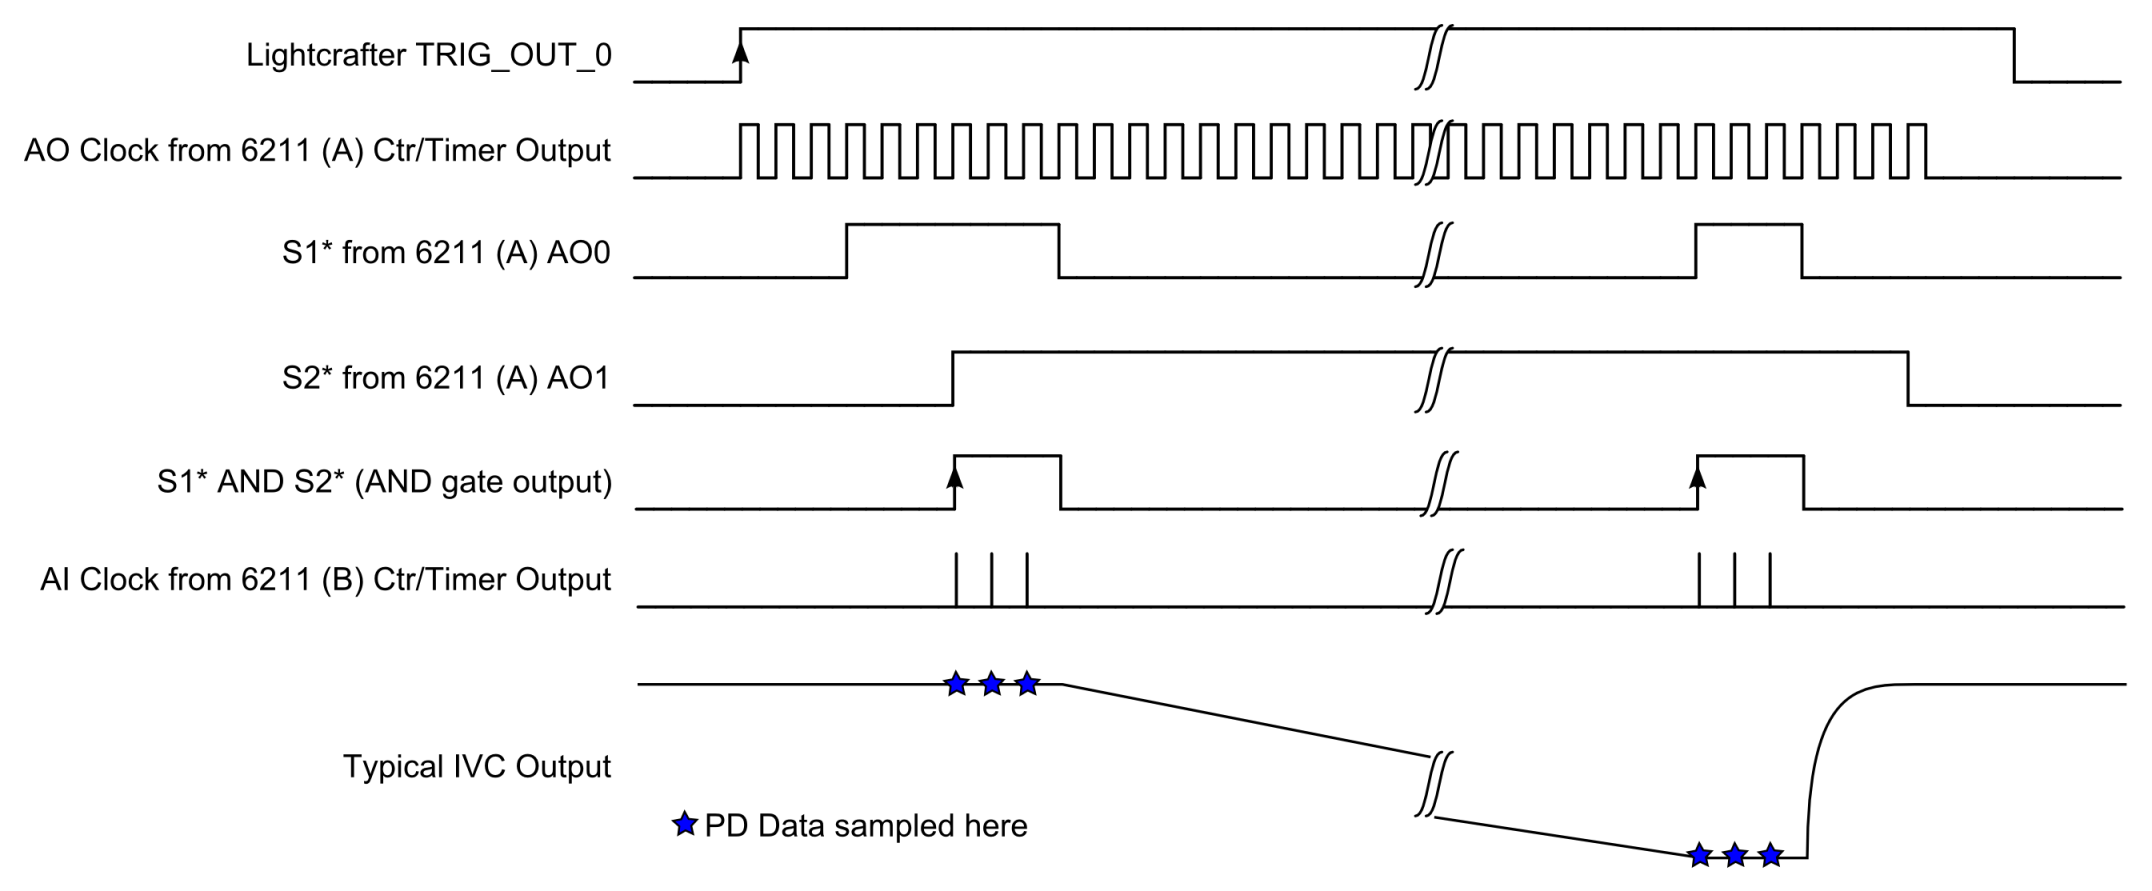 Lightcrafter TRIG_OUT_0
AO Clock from 6211 (A) Ctr/Timer Output
S1* from 6211 (A) AO0
S2* from 6211 (A) AO1
S1* AND S2* (AND gate output)
AI Clock from 6211 (B) Ctr/Timer Output
Typical IVC Output
PD Data sampled here